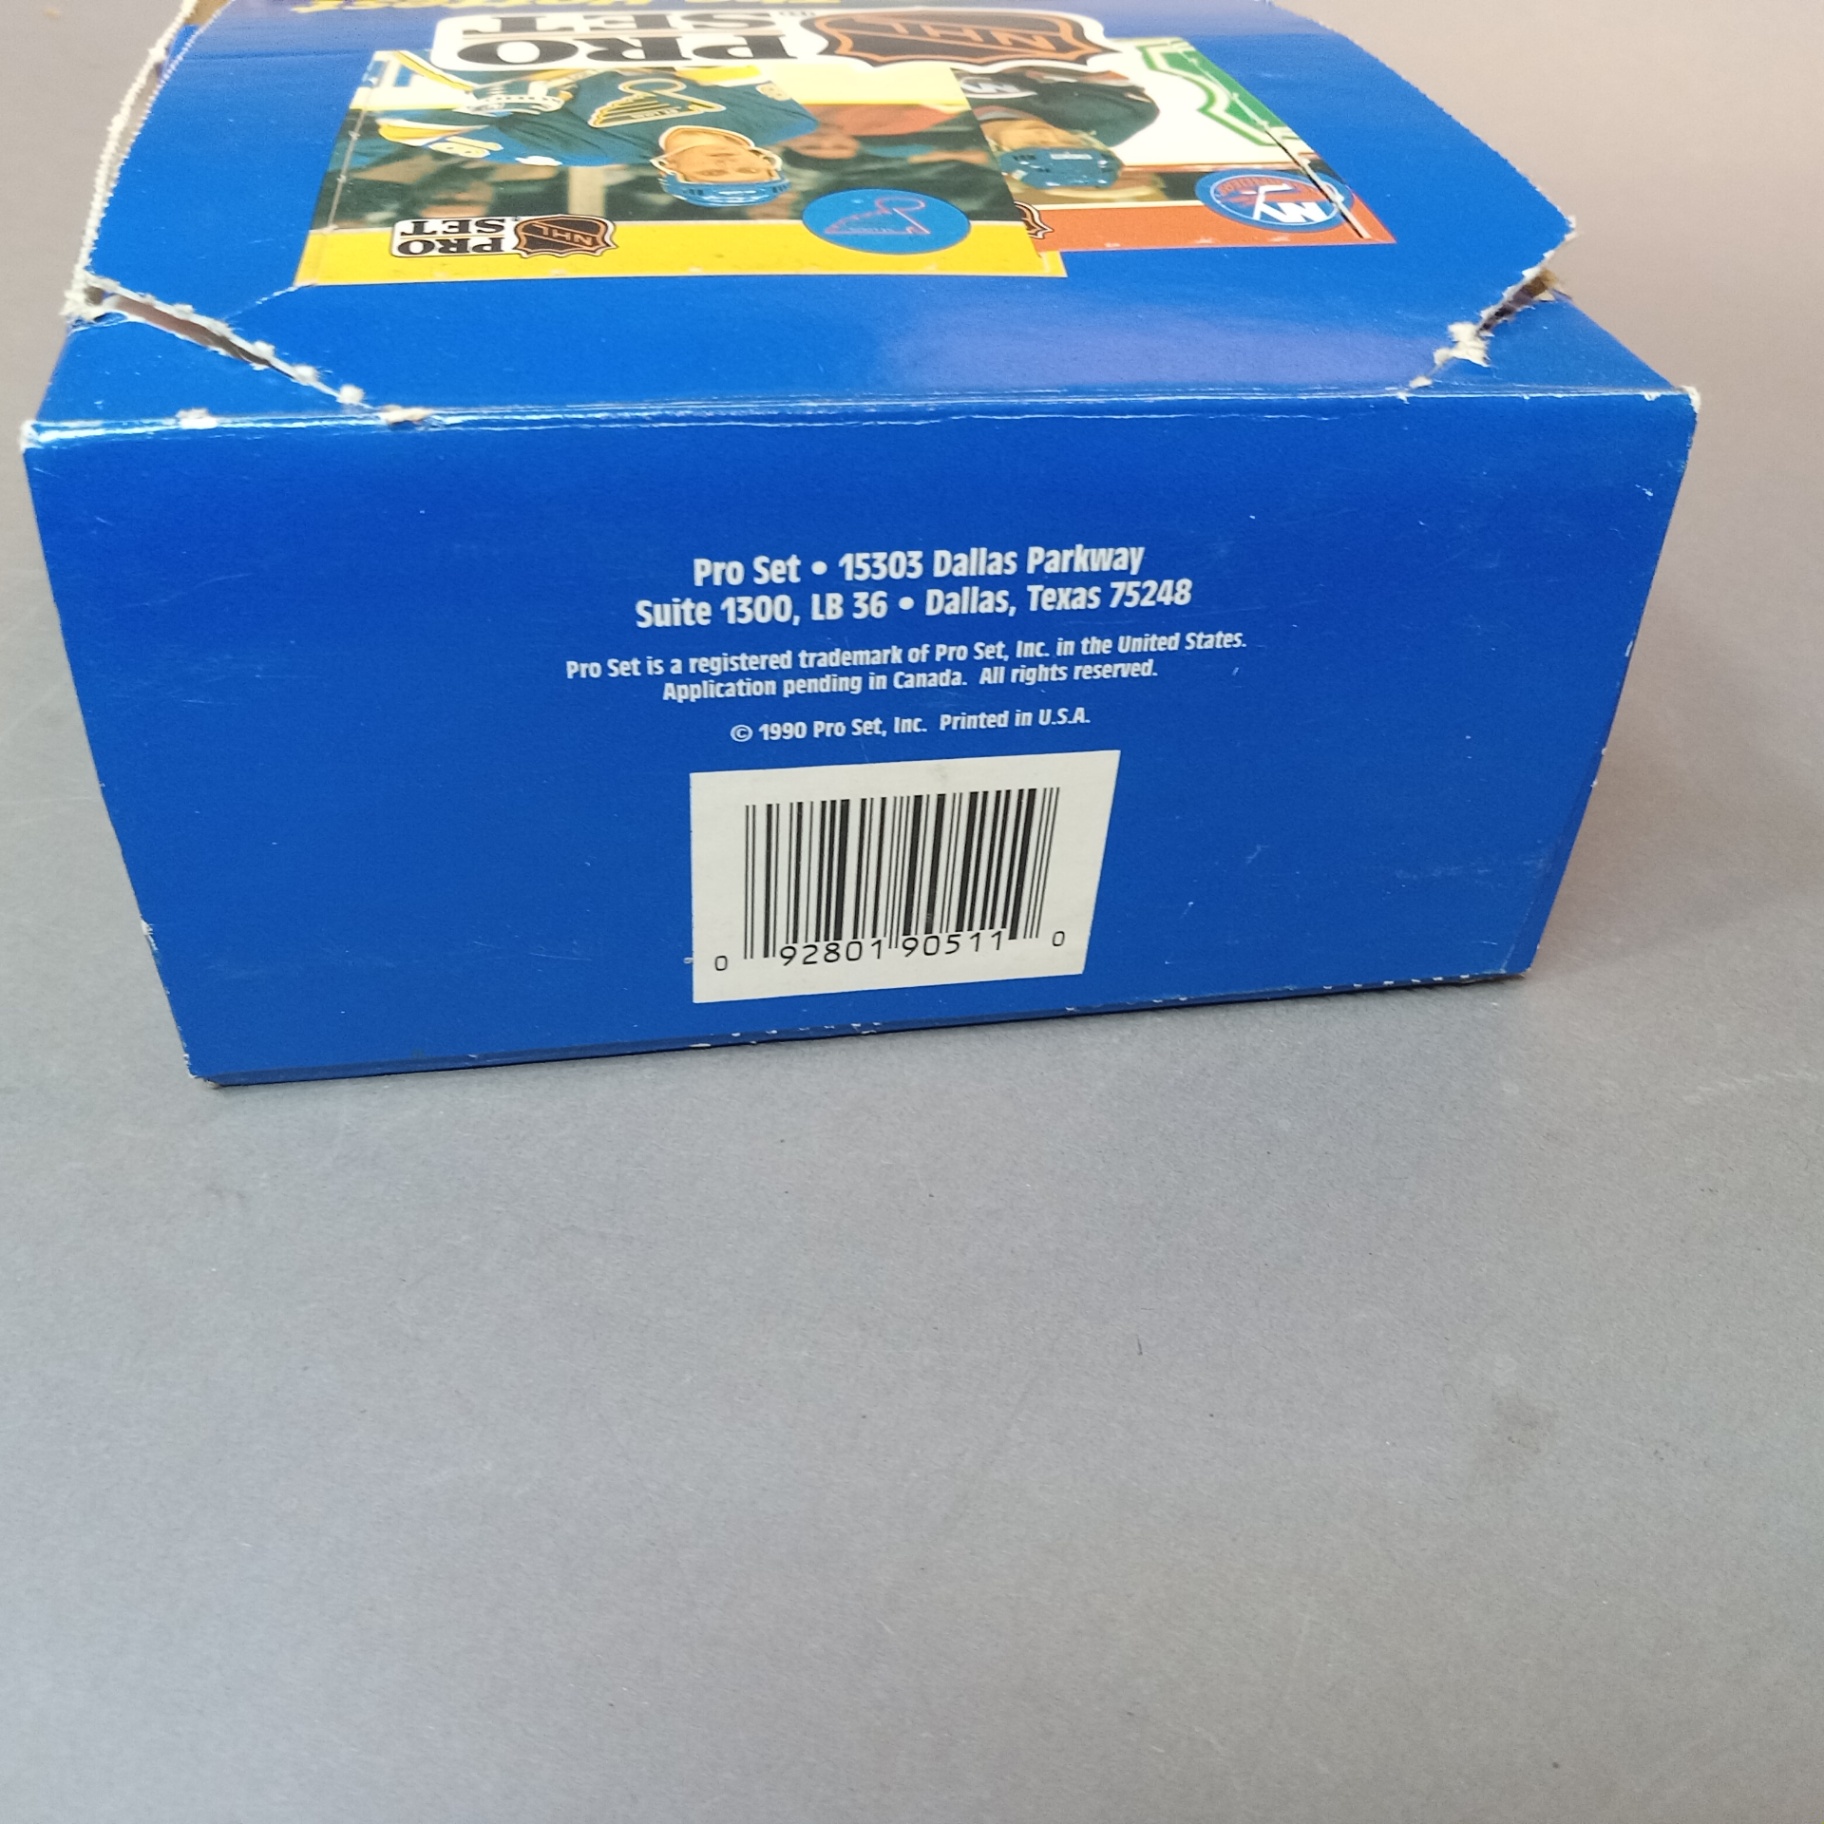 The Hottest
NHL PRO SET
NHL PRO SET
Pro Set • 15303 Dallas Parkway
Suite 1300, LB 36 • Dallas, Texas 75248
Pro Set is a registered trademark of Pro Set, Inc. in the United States.
Application pending in Canada.  All rights reserved.
© 1990 Pro Set, Inc.  Printed in U.S.A.
0 92801 90511 0